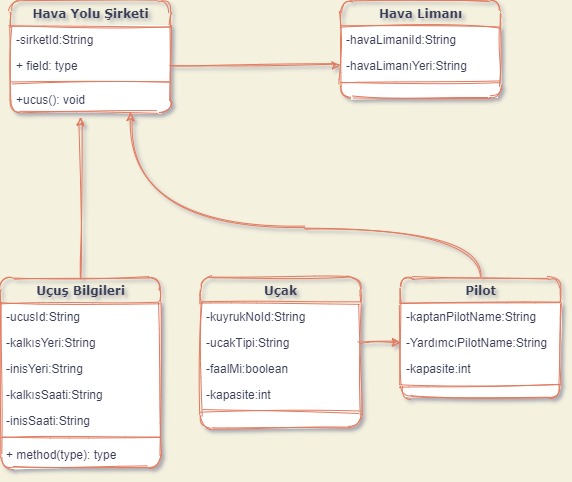 Hava Yolu Şirketi
-sirketId:String
+ field: type
+ucus(): void
Hava Limanı
-havaLimaniId:String
-havaLimanıYeri:String
Uçuş Bilgileri
-ucusId:String
-kalkısYeri:String
-inisYeri:String
-kalkısSaati:String
-inisSaati:String
+ method(type): type
Uçak
-kuyrukNoId:String
-ucakTipi:String
-faalMi:boolean
-kapasite:int
Pilot
-kaptanPilotName:String
-YardımcıPilotName:String
-kapasite:int